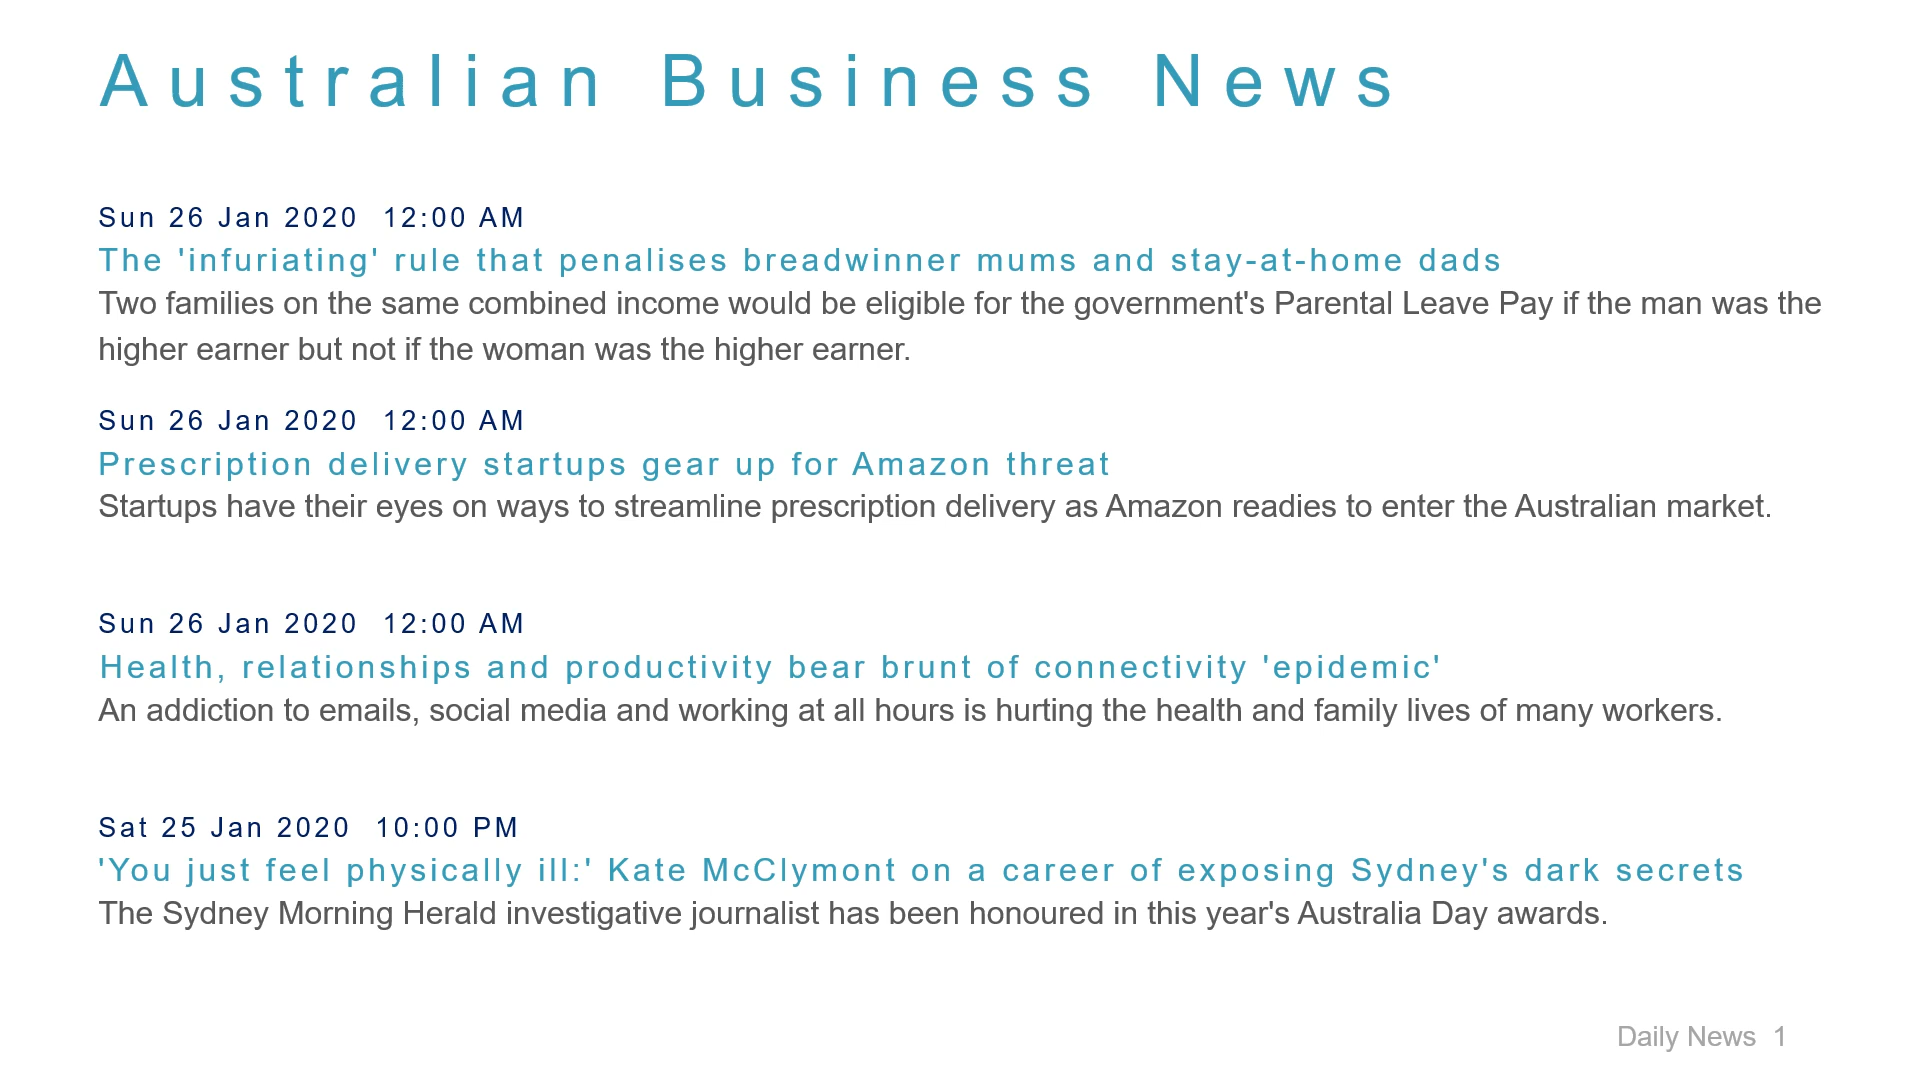 Australian Business News
Sun 26 Jan 2020  12:00 AM
The 'infuriating' rule that penalises breadwinner mums and stay-at-home dads
Two families on the same combined income would be eligible for the government's Parental Leave Pay if the man was the
higher earner but not if the woman was the higher earner.
Sun 26 Jan 2020  12:00 AM
Prescription delivery startups gear up for Amazon threat
Startups have their eyes on ways to streamline prescription delivery as Amazon readies to enter the Australian market.
Sun 26 Jan 2020  12:00 AM
Health, relationships and productivity bear brunt of connectivity 'epidemic'
An addiction to emails, social media and working at all hours is hurting the health and family lives of many workers.
Sat 25 Jan 2020  10:00 PM
'You just feel physically ill:' Kate McClymont on a career of exposing Sydney's dark secrets
The Sydney Morning Herald investigative journalist has been honoured in this year's Australia Day awards.
Daily News  1